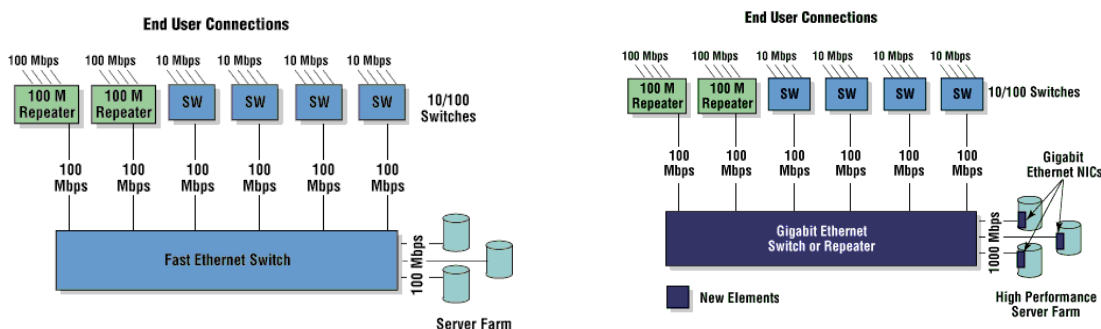 End User Connections
100 Mbps
100 Mbps
10 Mbps
10 Mbps
10 Mbps
10 Mbps
100 M
Repeater
100 M
Repeater
SW
SW
SW
SW
10/100
Switches
100
Mbps
100
Mbps
100
Mbps
100
Mbps
100
Mbps
100
Mbps
Fast Ethernet Switch
100 Mbps
Server Farm
End User Connections
100 Mbps
100 Mbps
10 Mbps
10 Mbps
10 Mbps
10 Mbps
100 M
Repeater
100 M
Repeater
SW
SW
SW
SW
10/100 Switches
100
Mbps
100
Mbps
100
Mbps
100
Mbps
100
Mbps
100
Mbps
Gigabit
Ethernet NICs
Gigabit Ethernet
Switch or Repeater
1000 Mbps
New Elements
High Performance
Server Farm